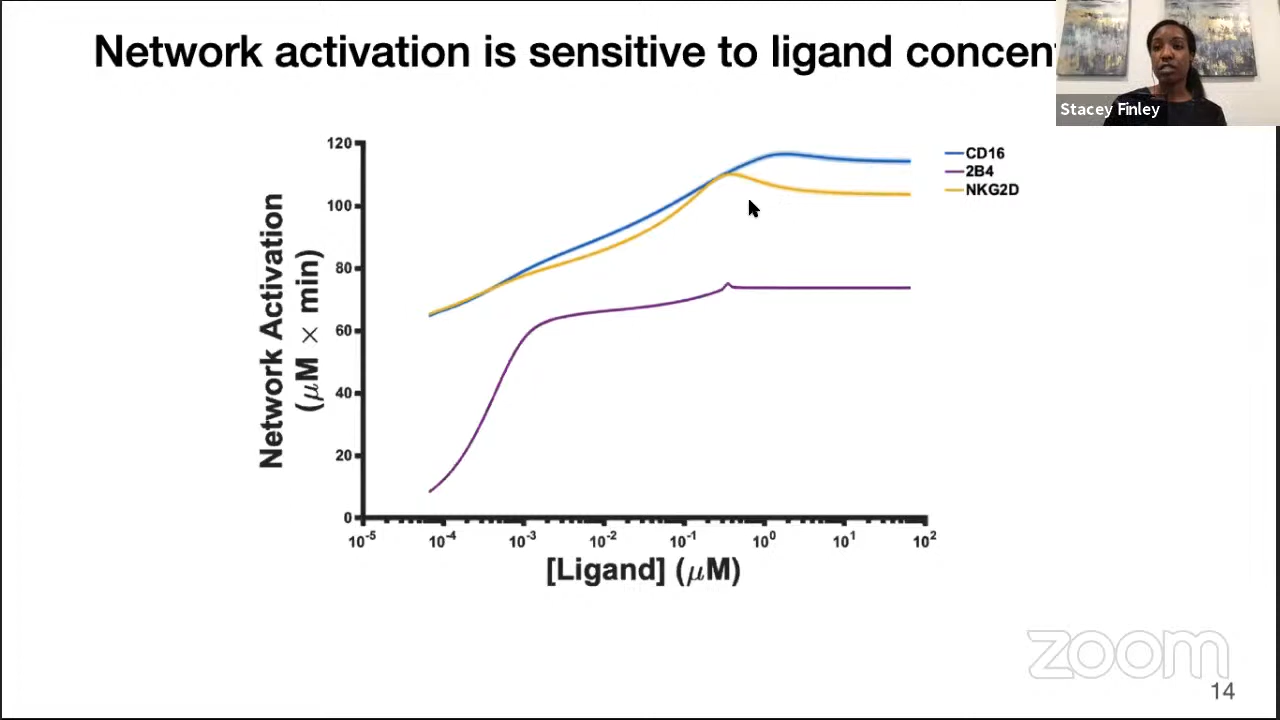 Network activation is sensitive to ligand concen
Stacey Finley
120
100
80
60
40
20
0
Network Activation
(μM × min)
10⁻⁵ 10⁻⁴ 10⁻³ 10⁻² 10⁻¹ 10⁰ 10¹ 10²
[Ligand] (μM)
CD16
2B4
NKG2D
zoom
14